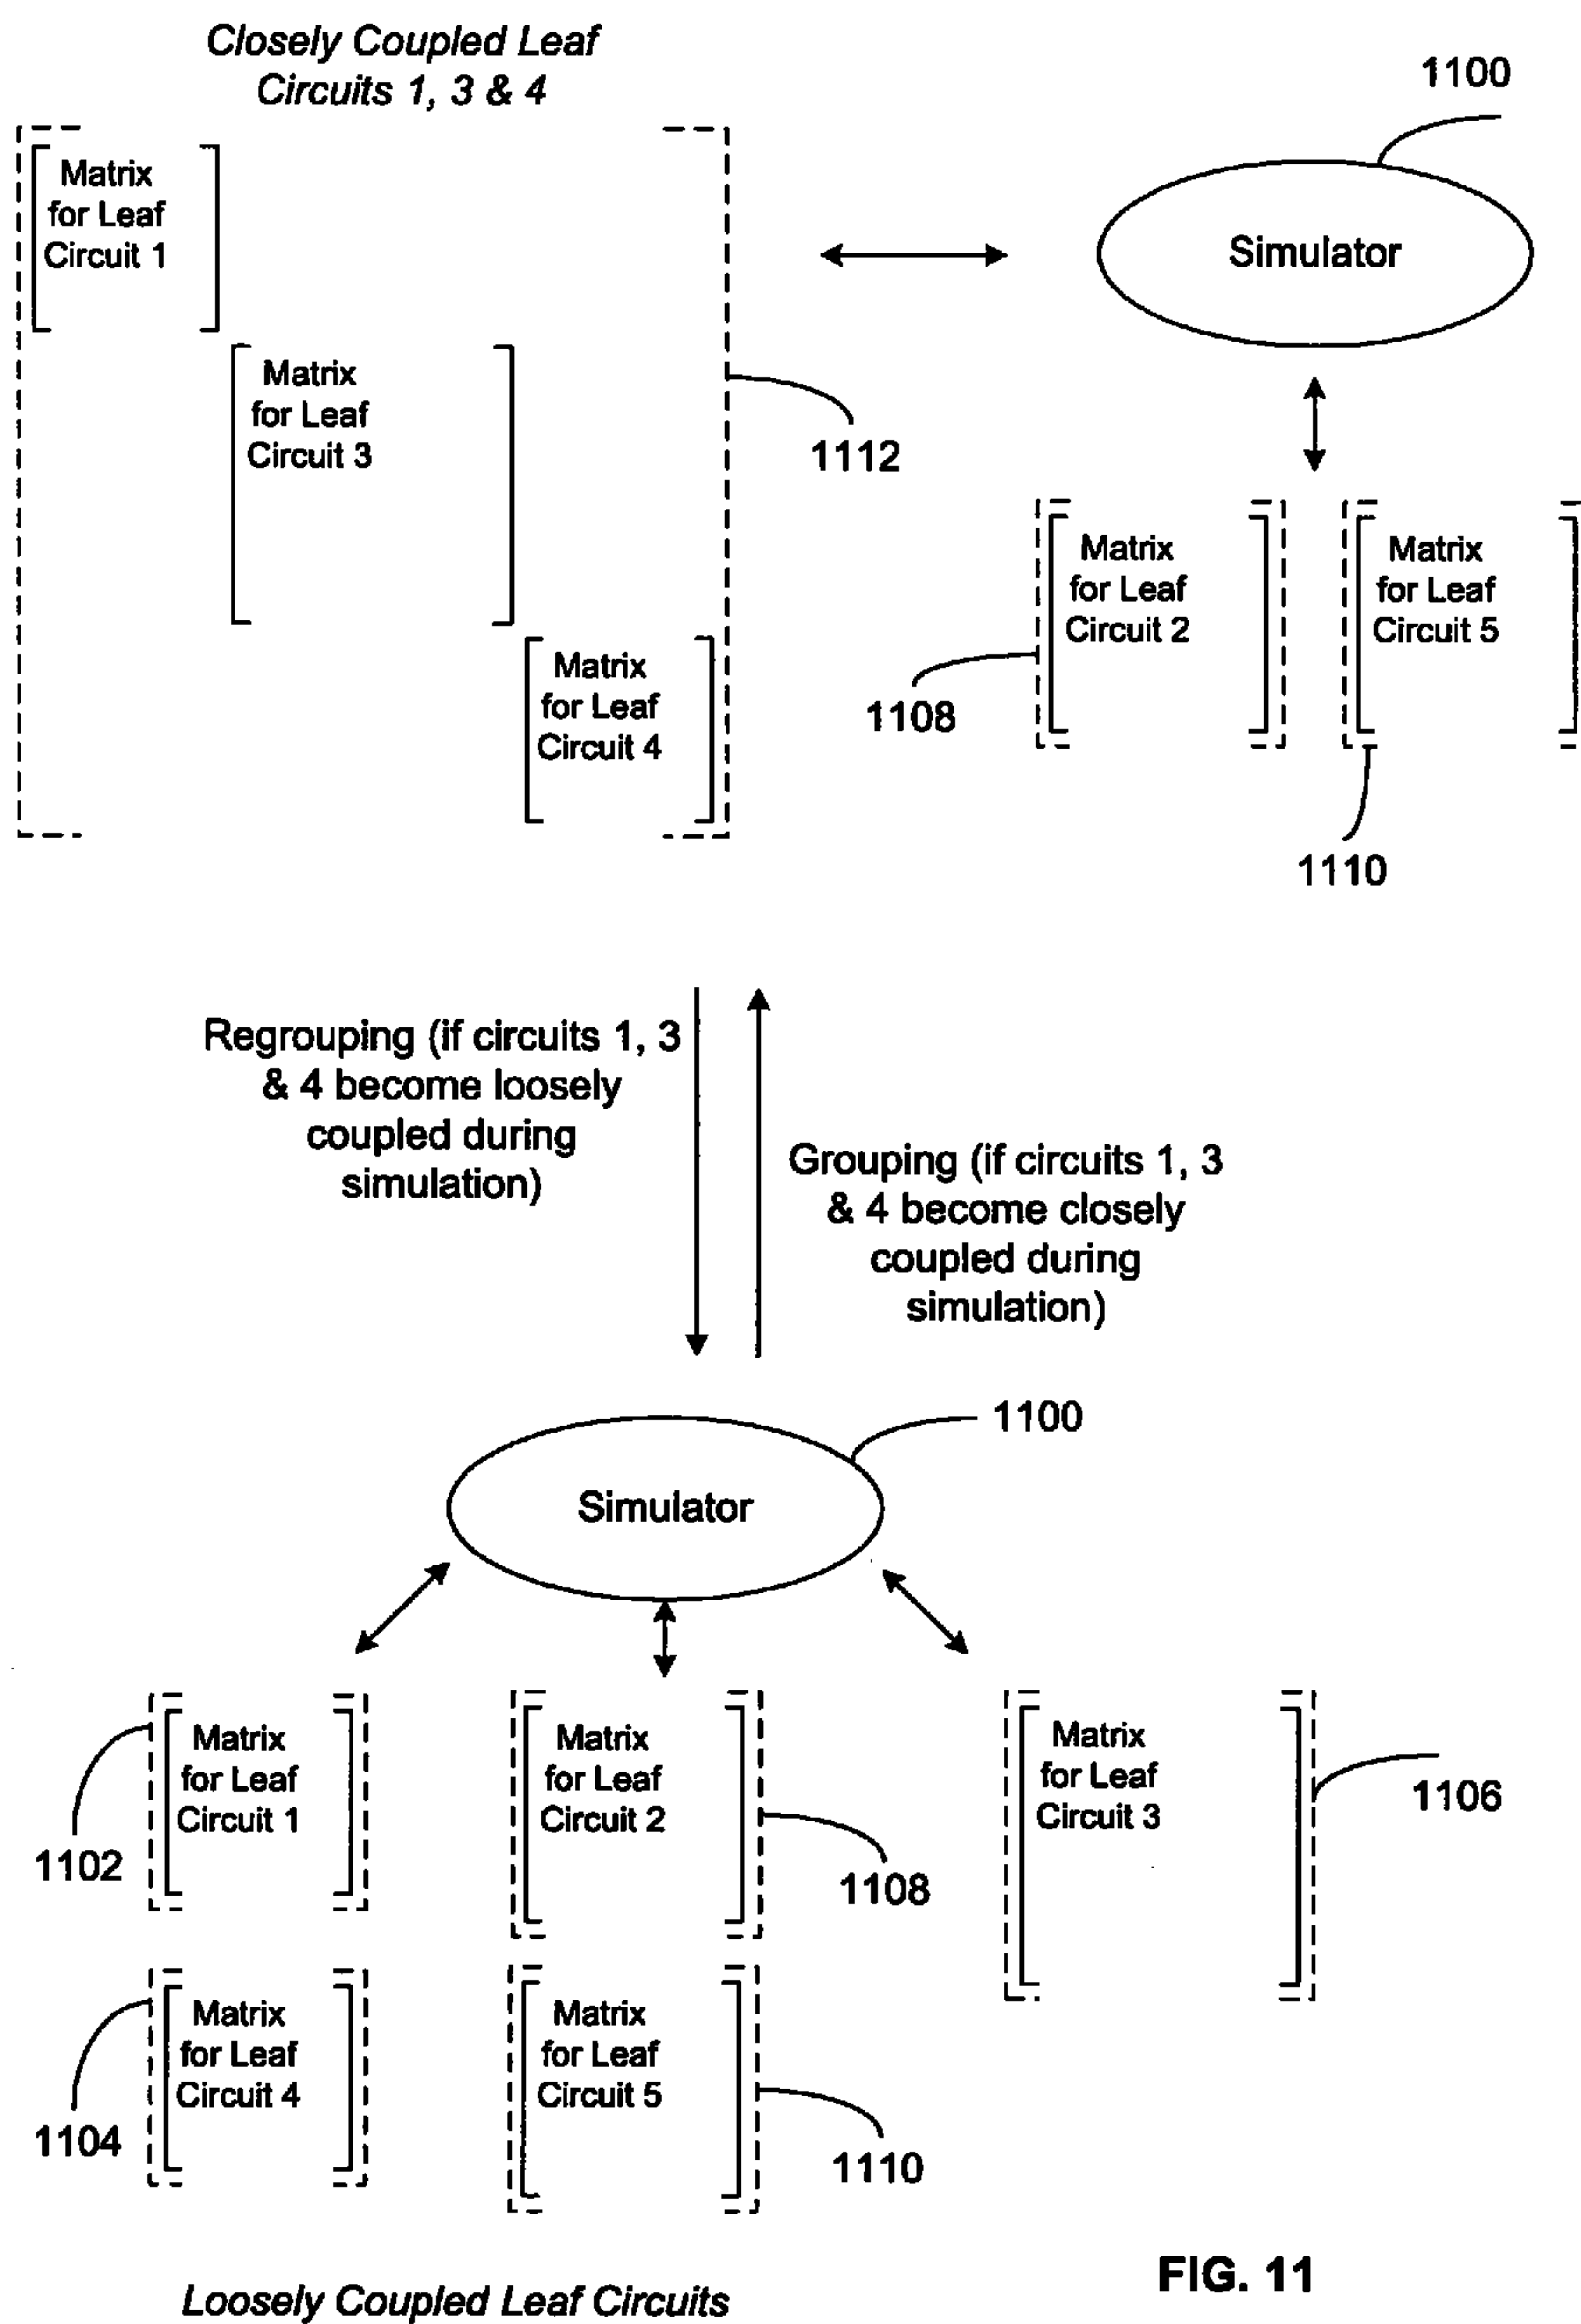 Closely Coupled Leaf
Circuits 1, 3 & 4
1100
Matrix
for Leaf
Circuit 1
Simulator
Matrix
for Leaf
Circuit 3
1112
Matrix
for Leaf
Circuit 2
Matrix
for Leaf
Circuit 5
1108
Matrix
for Leaf
Circuit 4
1110
Regrouping (if circuits 1, 3
& 4 become loosely
coupled during
simulation)
Grouping (if circuits 1, 3
& 4 become closely
coupled during
simulation)
1100
Simulator
Matrix
for Leaf
Circuit 1
1102
Matrix
for Leaf
Circuit 2
1108
Matrix
for Leaf
Circuit 3
1106
Matrix
for Leaf
Circuit 4
1104
Matrix
for Leaf
Circuit 5
1110
Loosely Coupled Leaf Circuits
FIG. 11